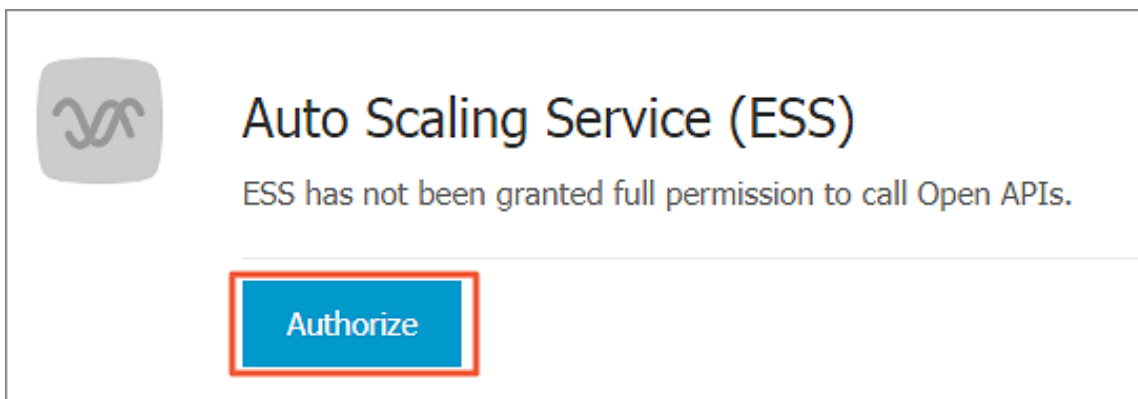 Auto Scaling Service (ESS)
ESS has not been granted full permission to call Open APIs.
Authorize